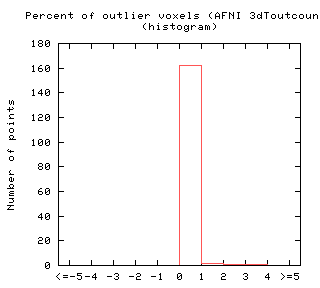 Percent of outlier voxels (AFNI 3dToutcoun
(histogram)
180
160
140
120
100
80
60
40
20
0
Number of points
<=-5 -4 -3 -2 -1 0 1 2 3 4 >=5